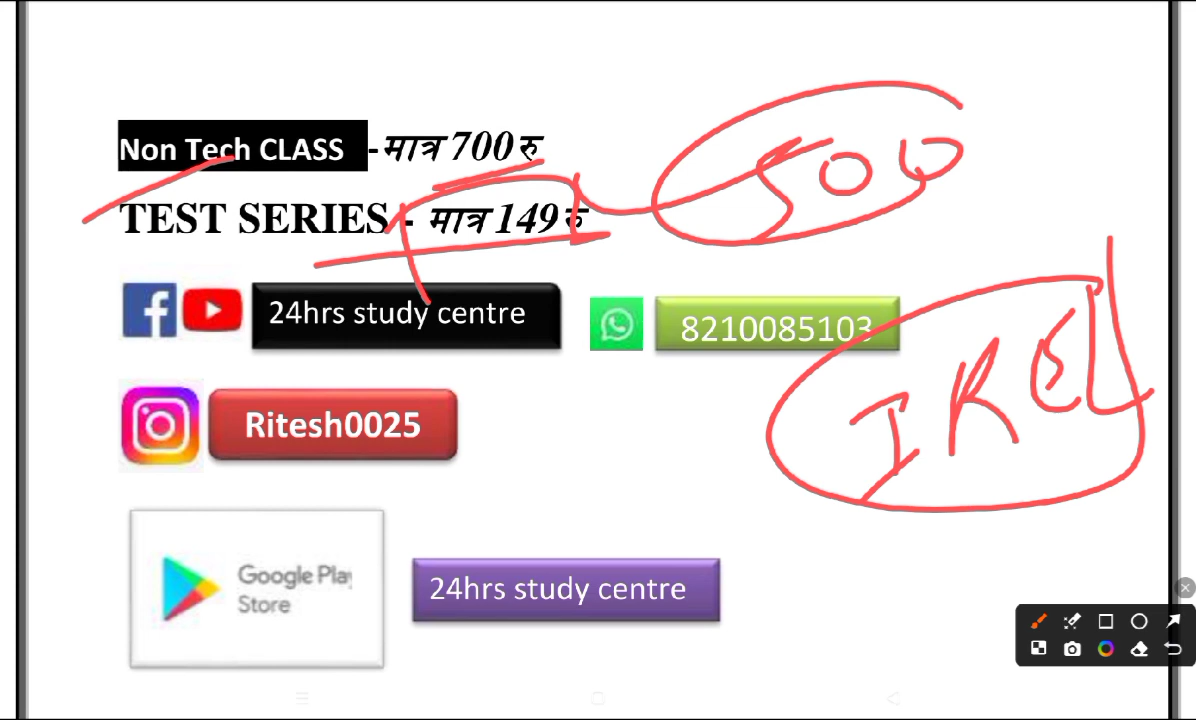 Non Tech CLASS - मात्र 700 रु
500
TEST SERIES - मात्र 149 रु
24hrs study centre
8210085103
IREL
Ritesh0025
Google Play
Store
24hrs study centre